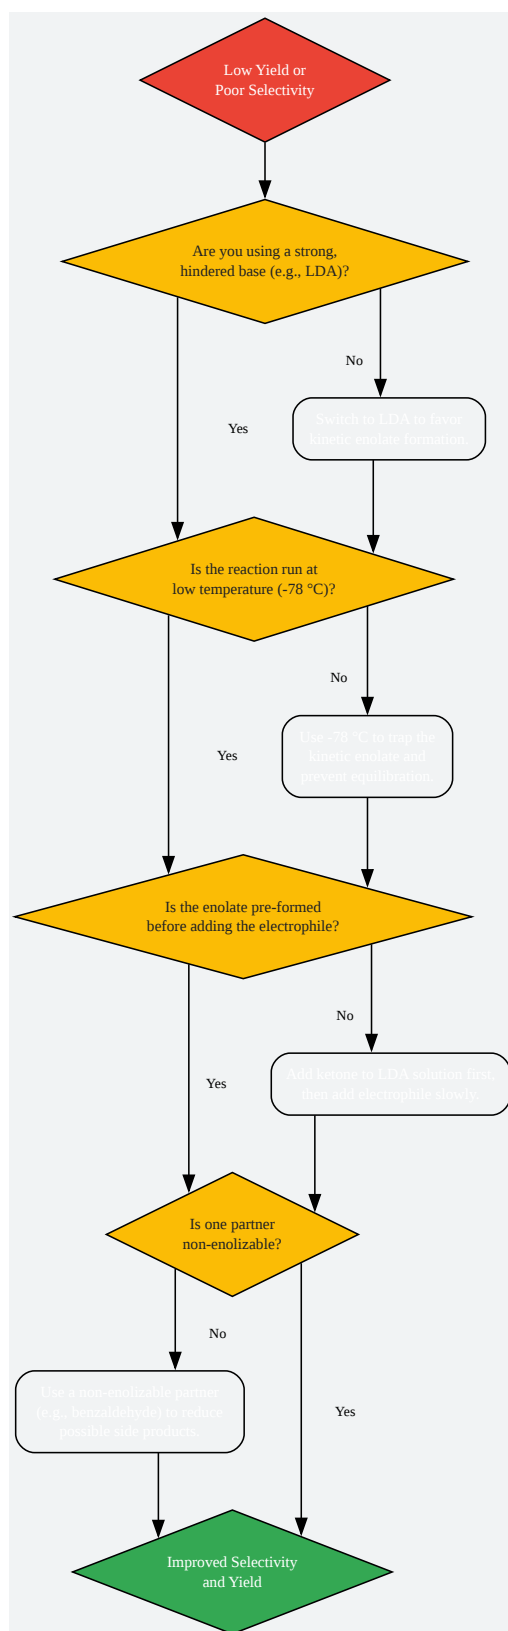 Low Yield or
Poor Selectivity
Are you using a strong,
hindered base (e.g., LDA)?
No
Switch to LDA to favor
kinetic enolate formation.
Yes
Is the reaction run at
low temperature (-78 °C)?
No
Use -78 °C to trap the
kinetic enolate and
prevent equilibration.
Yes
Is the enolate pre-formed
before adding the electrophile?
No
Add ketone to LDA solution first,
then add electrophile slowly.
Yes
Is one partner
non-enolizable?
No
Use a non-enolizable partner
(e.g., benzaldehyde) to reduce
possible side products.
Yes
Improved Selectivity
and Yield